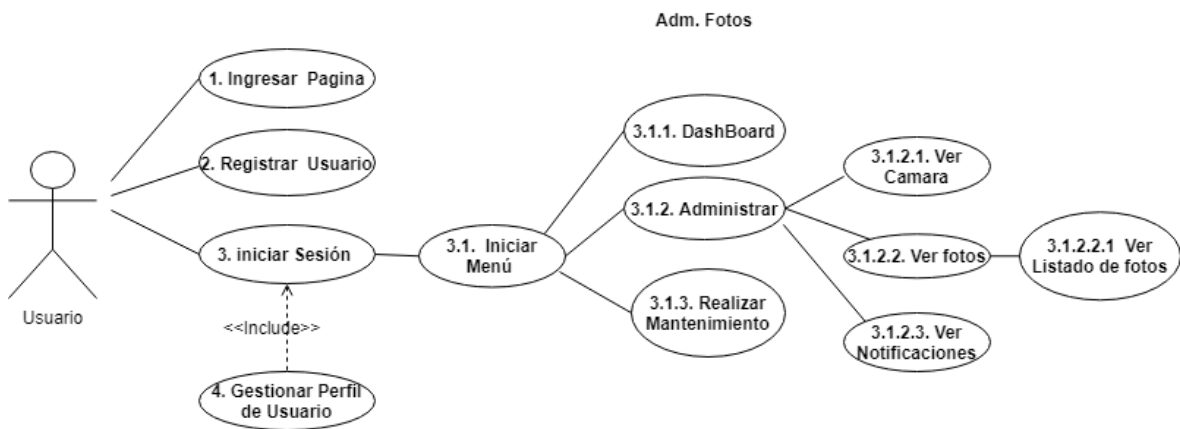 Adm. Fotos
1. Ingresar Pagina
2. Registrar Usuario
3. iniciar Sesión
Usuario
<<Include>>
4. Gestionar Perfil
de Usuario
3.1. Iniciar
Menú
3.1.1. DashBoard
3.1.2. Administrar
3.1.3. Realizar
Mantenimiento
3.1.2.1. Ver
Camara
3.1.2.2. Ver fotos
3.1.2.3. Ver
Notificaciones
3.1.2.2.1 Ver
Listado de fotos